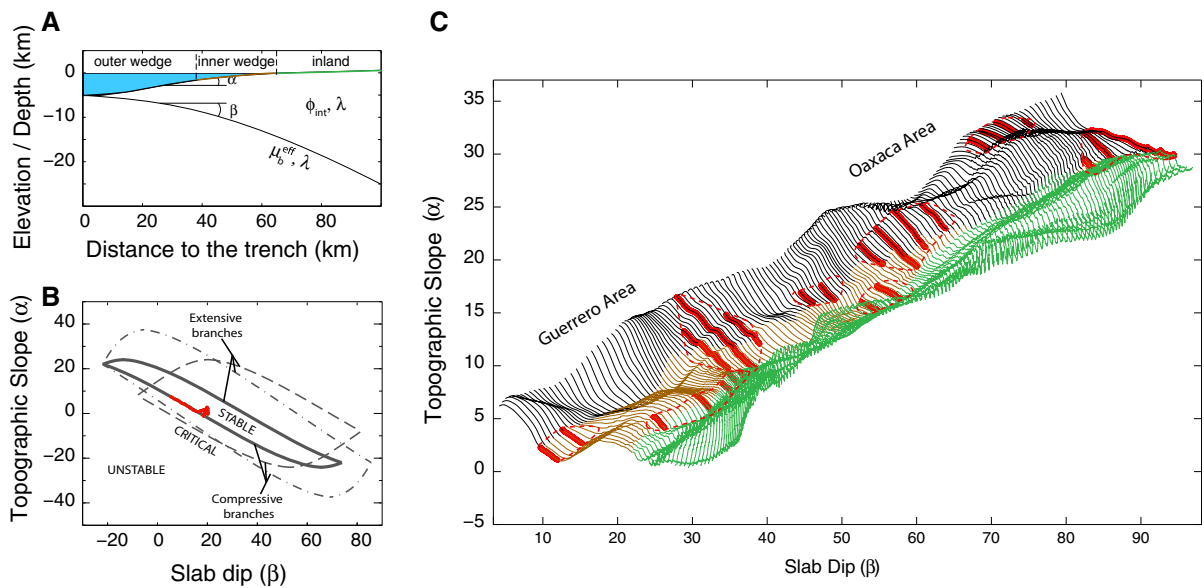 A
Elevation / Depth (km)
outer wedge
inner wedge
inland
0
−10
−20
α
β
ϕint, λ
μb^eff, λ
0
20
40
60
80
Distance to the trench (km)
B
Topographic Slope (α)
40
20
0
−20
−40
Extensive
branches
STABLE
CRITICAL
UNSTABLE
Compressive
branches
−20
0
20
40
60
80
Slab dip (β)
C
Topographic Slope (α)
35
30
25
20
15
10
5
0
−5
Guerrero Area
Oaxaca Area
10
20
30
40
50
60
70
80
90
Slab Dip (β)